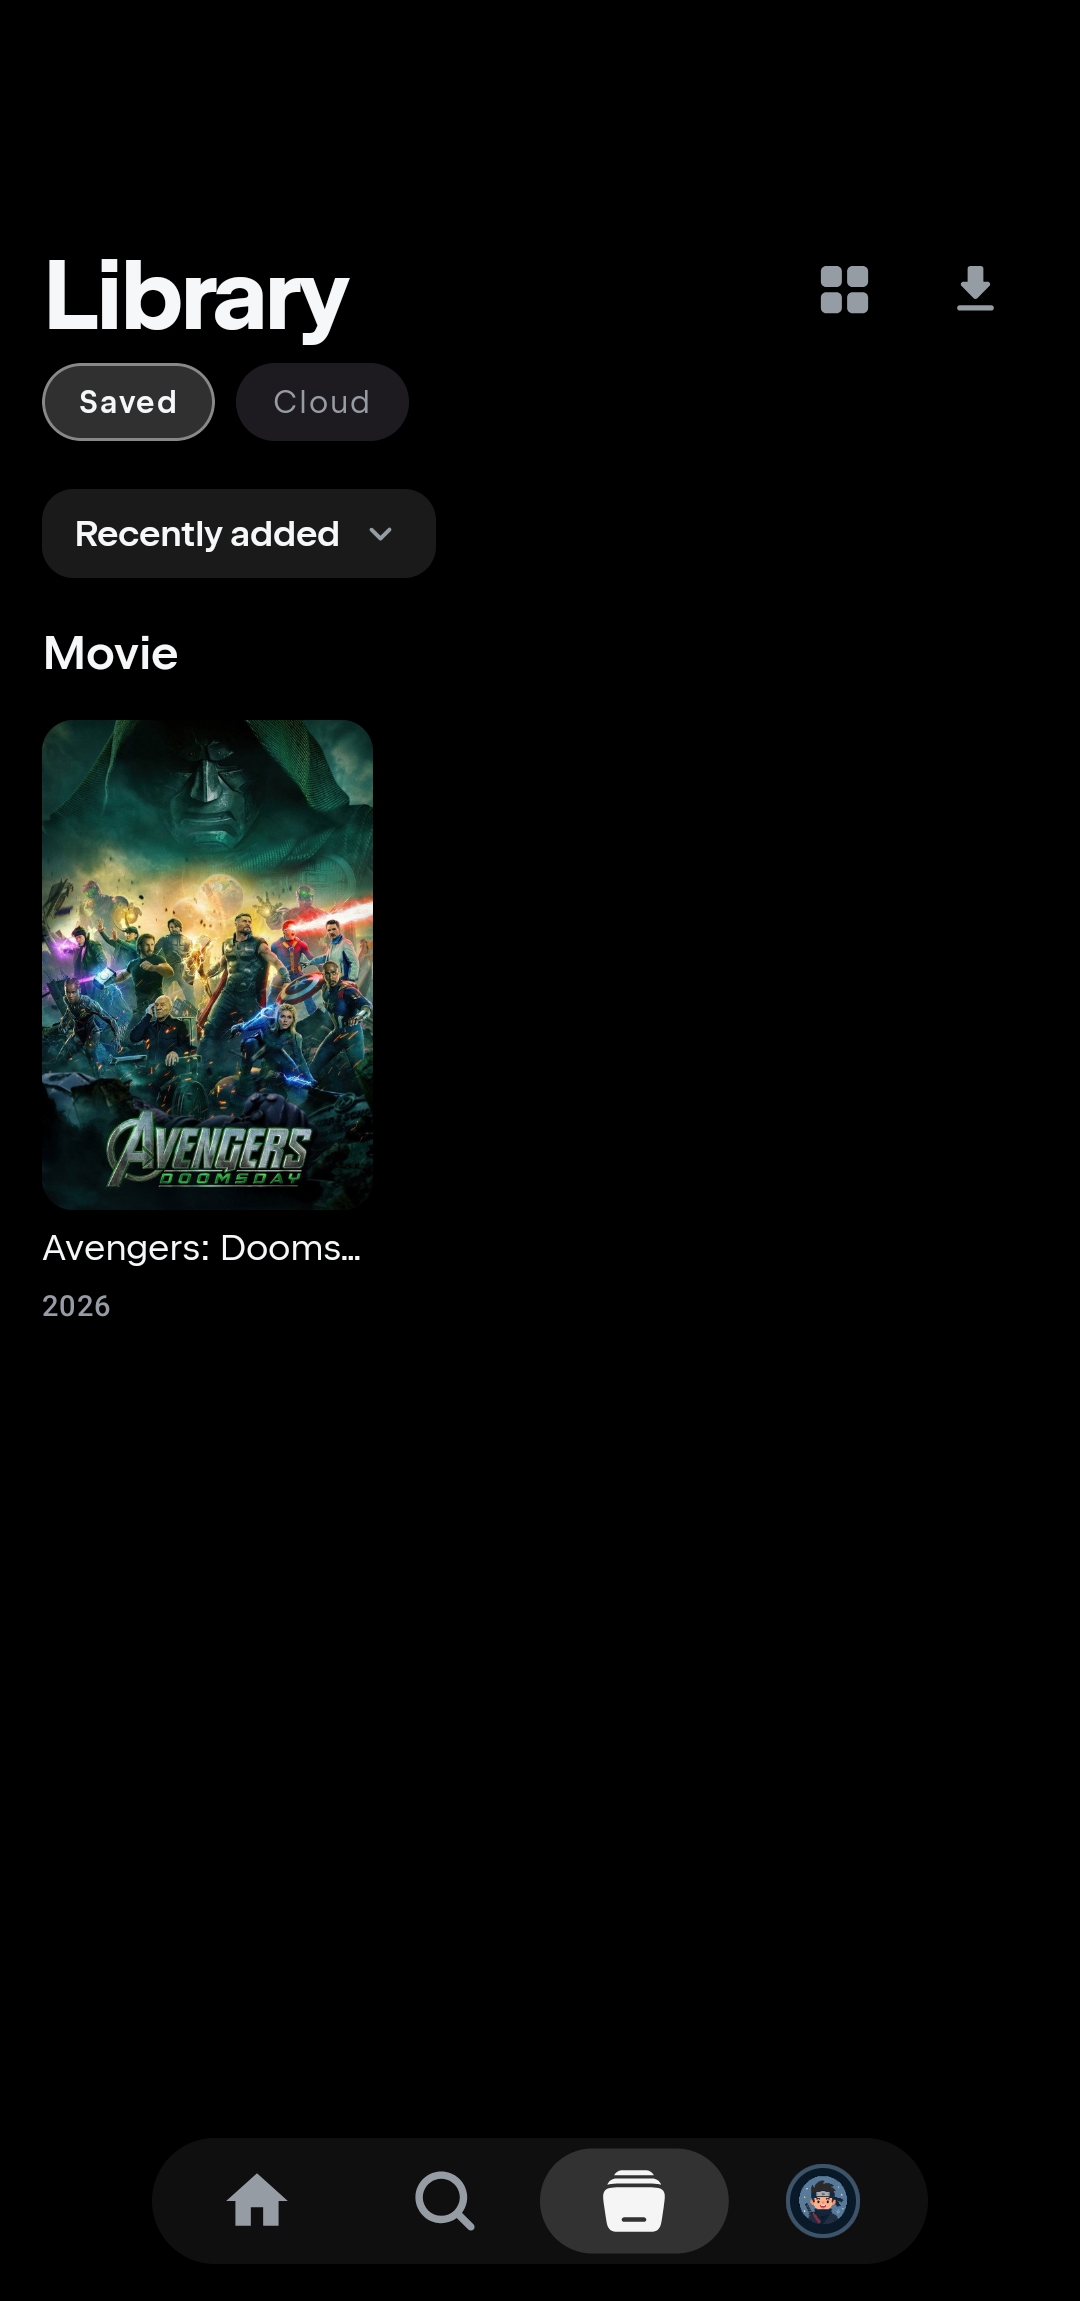 Library
Saved
Cloud
Recently added
Movie
AVENGERS
DOOMSDAY
Avengers: Dooms...
2026